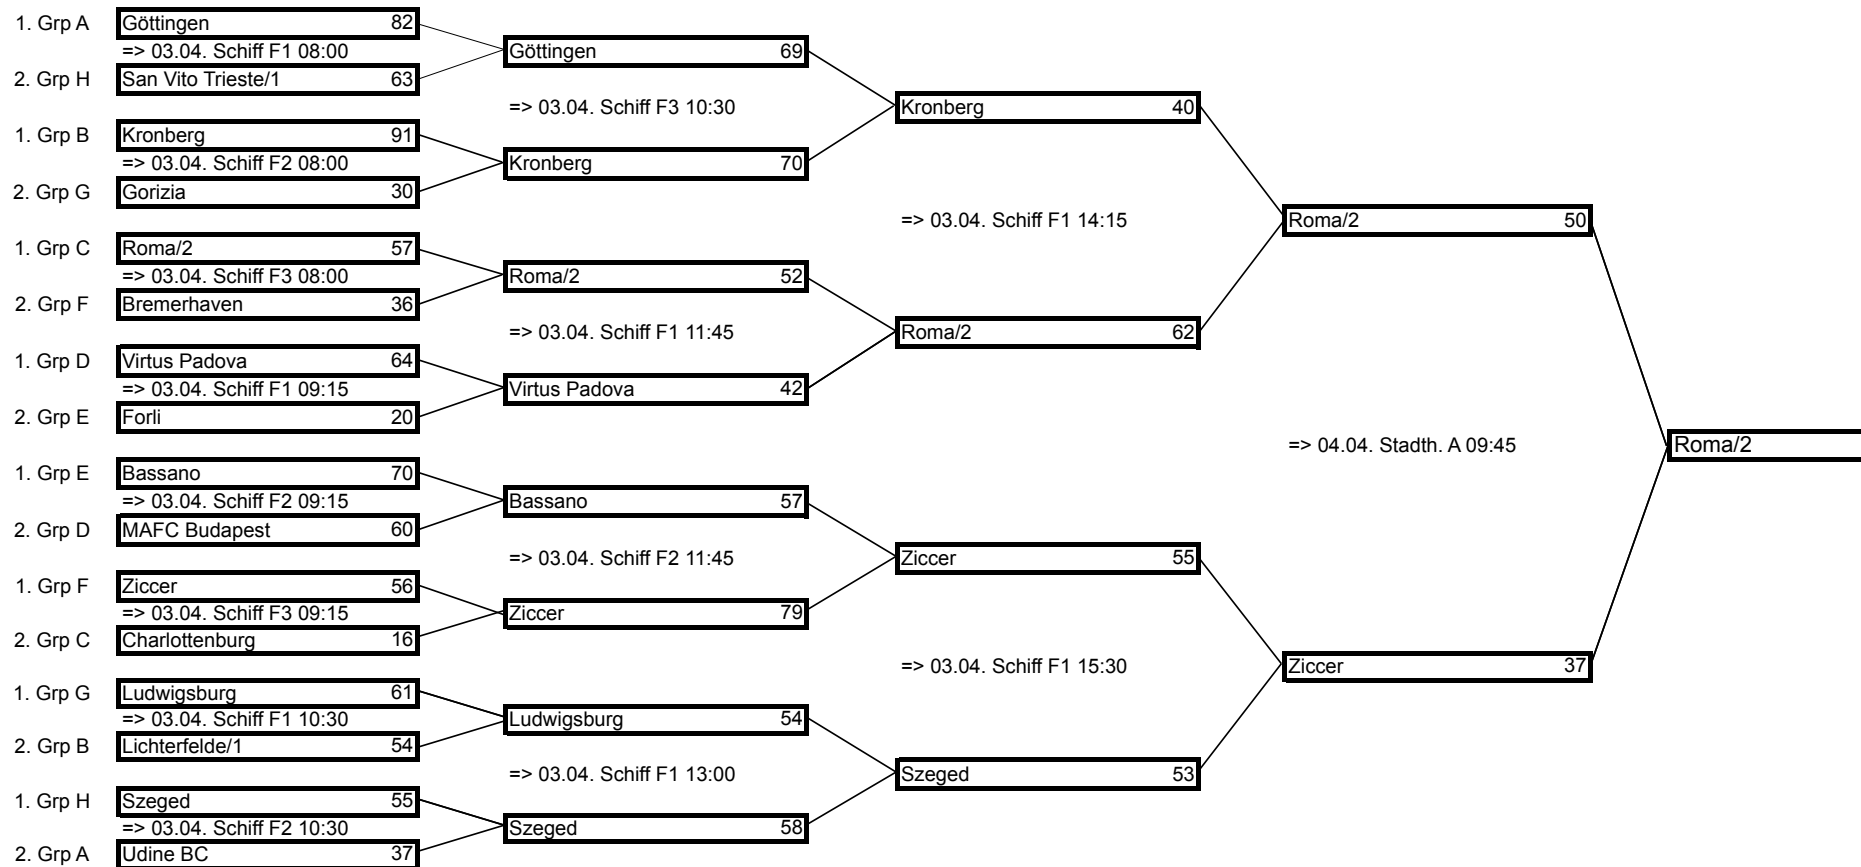 1. Grp A Göttingen 82
=> 03.04. Schiff F1 08:00
Göttingen 69
2. Grp H San Vito Trieste/1 63
=> 03.04. Schiff F3 10:30
Kronberg 40
1. Grp B Kronberg 91
=> 03.04. Schiff F2 08:00
Kronberg 70
2. Grp G Gorizia 30
=> 03.04. Schiff F1 14:15
Roma/2 50
1. Grp C Roma/2 57
=> 03.04. Schiff F3 08:00
Roma/2 52
2. Grp F Bremerhaven 36
=> 03.04. Schiff F1 11:45
Roma/2 62
1. Grp D Virtus Padova 64
=> 03.04. Schiff F1 09:15
Virtus Padova 42
2. Grp E Forli 20
=> 04.04. Stadth. A 09:45
Roma/2
1. Grp E Bassano 70
=> 03.04. Schiff F2 09:15
Bassano 57
2. Grp D MAFC Budapest 60
=> 03.04. Schiff F2 11:45
Ziccer 55
1. Grp F Ziccer 56
=> 03.04. Schiff F3 09:15
Ziccer 79
2. Grp C Charlottenburg 16
=> 03.04. Schiff F1 15:30
Ziccer 37
1. Grp G Ludwigsburg 61
=> 03.04. Schiff F1 10:30
Ludwigsburg 54
2. Grp B Lichterfelde/1 54
=> 03.04. Schiff F1 13:00
Szeged 53
1. Grp H Szeged 55
=> 03.04. Schiff F2 10:30
Szeged 58
2. Grp A Udine BC 37